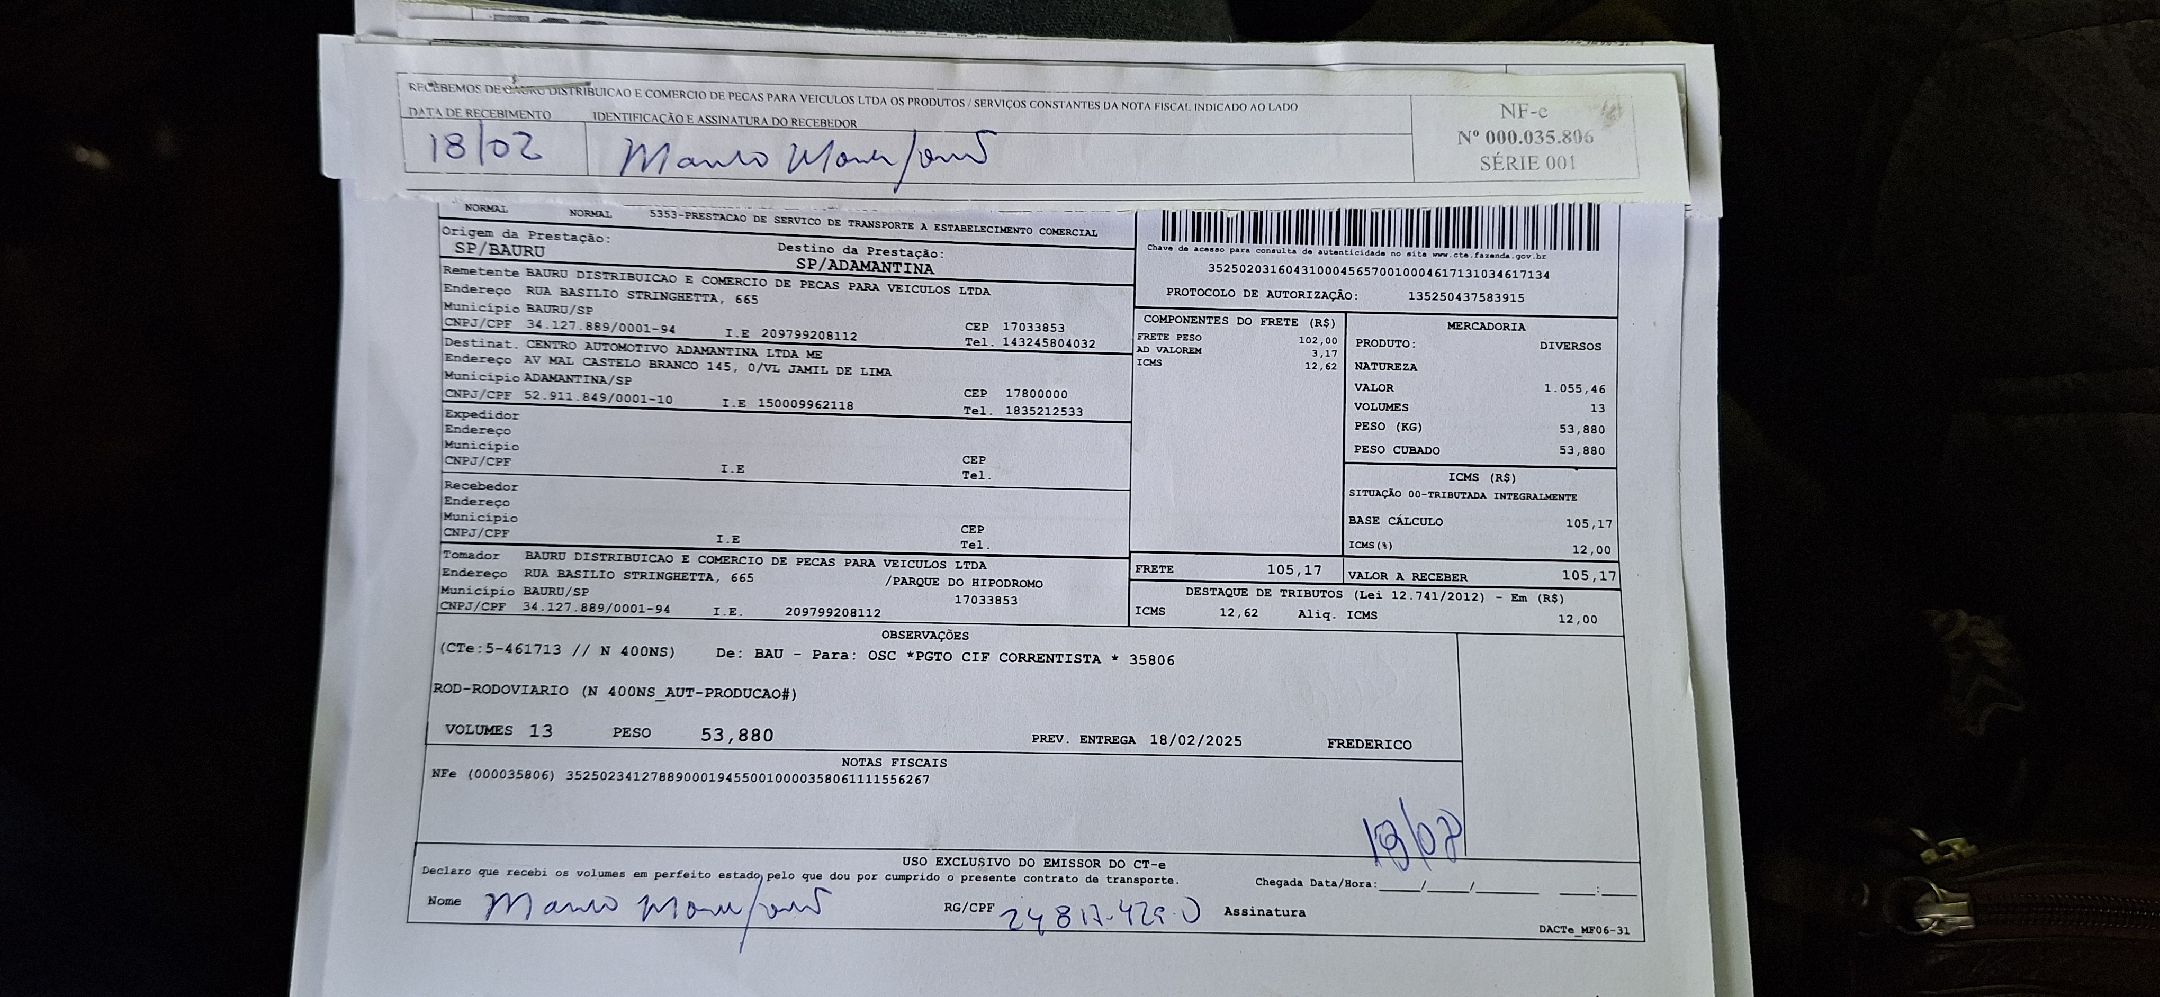 RECEBEMOS DE BAURU DISTRIBUICAO E COMERCIO DE PECAS PARA VEICULOS LTDA OS PRODUTOS / SERVIÇOS CONSTANTES DA NOTA FISCAL INDICADO AO LADO
DATA DE RECEBIMENTO IDENTIFICAÇÃO E ASSINATURA DO RECEBEDOR
18/02
NF-e
Nº 000.035.806
SÉRIE 001
NORMAL NORMAL 5353-PRESTACAO DE SERVICO DE TRANSPORTE A ESTABELECIMENTO COMERCIAL
Origem da Prestação: Destino da Prestação:
SP/BAURU SP/ADAMANTINA
Remetente BAURU DISTRIBUICAO E COMERCIO DE PECAS PARA VEICULOS LTDA
Endereço RUA BASILIO STRINGHETTA, 665
Município BAURU/SP CEP 17033853
CNPJ/CPF 34.127.889/0001-94 I.E 209799208112 Tel. 143245804032
Destinat. CENTRO AUTOMOTIVO ADAMANTINA LTDA ME
Endereço AV MAL CASTELO BRANCO 145, 0/VL JAMIL DE LIMA
Município ADAMANTINA/SP CEP 17800000
CNPJ/CPF 52.911.849/0001-10 I.E 150009962118 Tel. 1835212533
Expedidor
Endereço
Município CEP
CNPJ/CPF I.E Tel.
Recebedor
Endereço
Município CEP
CNPJ/CPF I.E Tel.
Tomador BAURU DISTRIBUICAO E COMERCIO DE PECAS PARA VEICULOS LTDA
Endereço RUA BASILIO STRINGHETTA, 665 /PARQUE DO HIPODROMO
Município BAURU/SP 17033853
CNPJ/CPF 34.127.889/0001-94 I.E. 209799208112
Chave de acesso para consulta de autenticidade no site www.cte.fazenda.gov.br
35250203160431000456570010004617131034617134
PROTOCOLO DE AUTORIZAÇÃO: 135250437583915
COMPONENTES DO FRETE (R$)
FRETE PESO 102,00
AD VALOREM 3,17
ICMS 12,62
MERCADORIA
PRODUTO: DIVERSOS
NATUREZA
VALOR 1.055,46
VOLUMES 13
PESO (KG) 53,880
PESO CUBADO 53,880
ICMS (R$)
SITUAÇÃO 00-TRIBUTADA INTEGRALMENTE
BASE CÁLCULO 105,17
ICMS(%) 12,00
FRETE 105,17 VALOR A RECEBER 105,17
DESTAQUE DE TRIBUTOS (Lei 12.741/2012) - Em (R$)
ICMS 12,62 Aliq. ICMS 12,00
OBSERVAÇÕES
(CTe:5-461713 // N 400NS) De: BAU - Para: OSC *PGTO CIF CORRENTISTA * 35806
ROD-RODOVIARIO (N 400NS_AUT-PRODUCAO#)
VOLUMES 13 PESO 53,880 PREV. ENTREGA 18/02/2025 FREDERICO
NOTAS FISCAIS
NFe (000035806) 35250234127889000194550010000358061111556267
USO EXCLUSIVO DO EMISSOR DO CT-e
Declaro que recebi os volumes em perfeito estado pelo que dou por cumprido o presente contrato de transporte. Chegada Data/Hora:____/____/________ ____:____
Nome RG/CPF Assinatura
DACTe_MF06-31